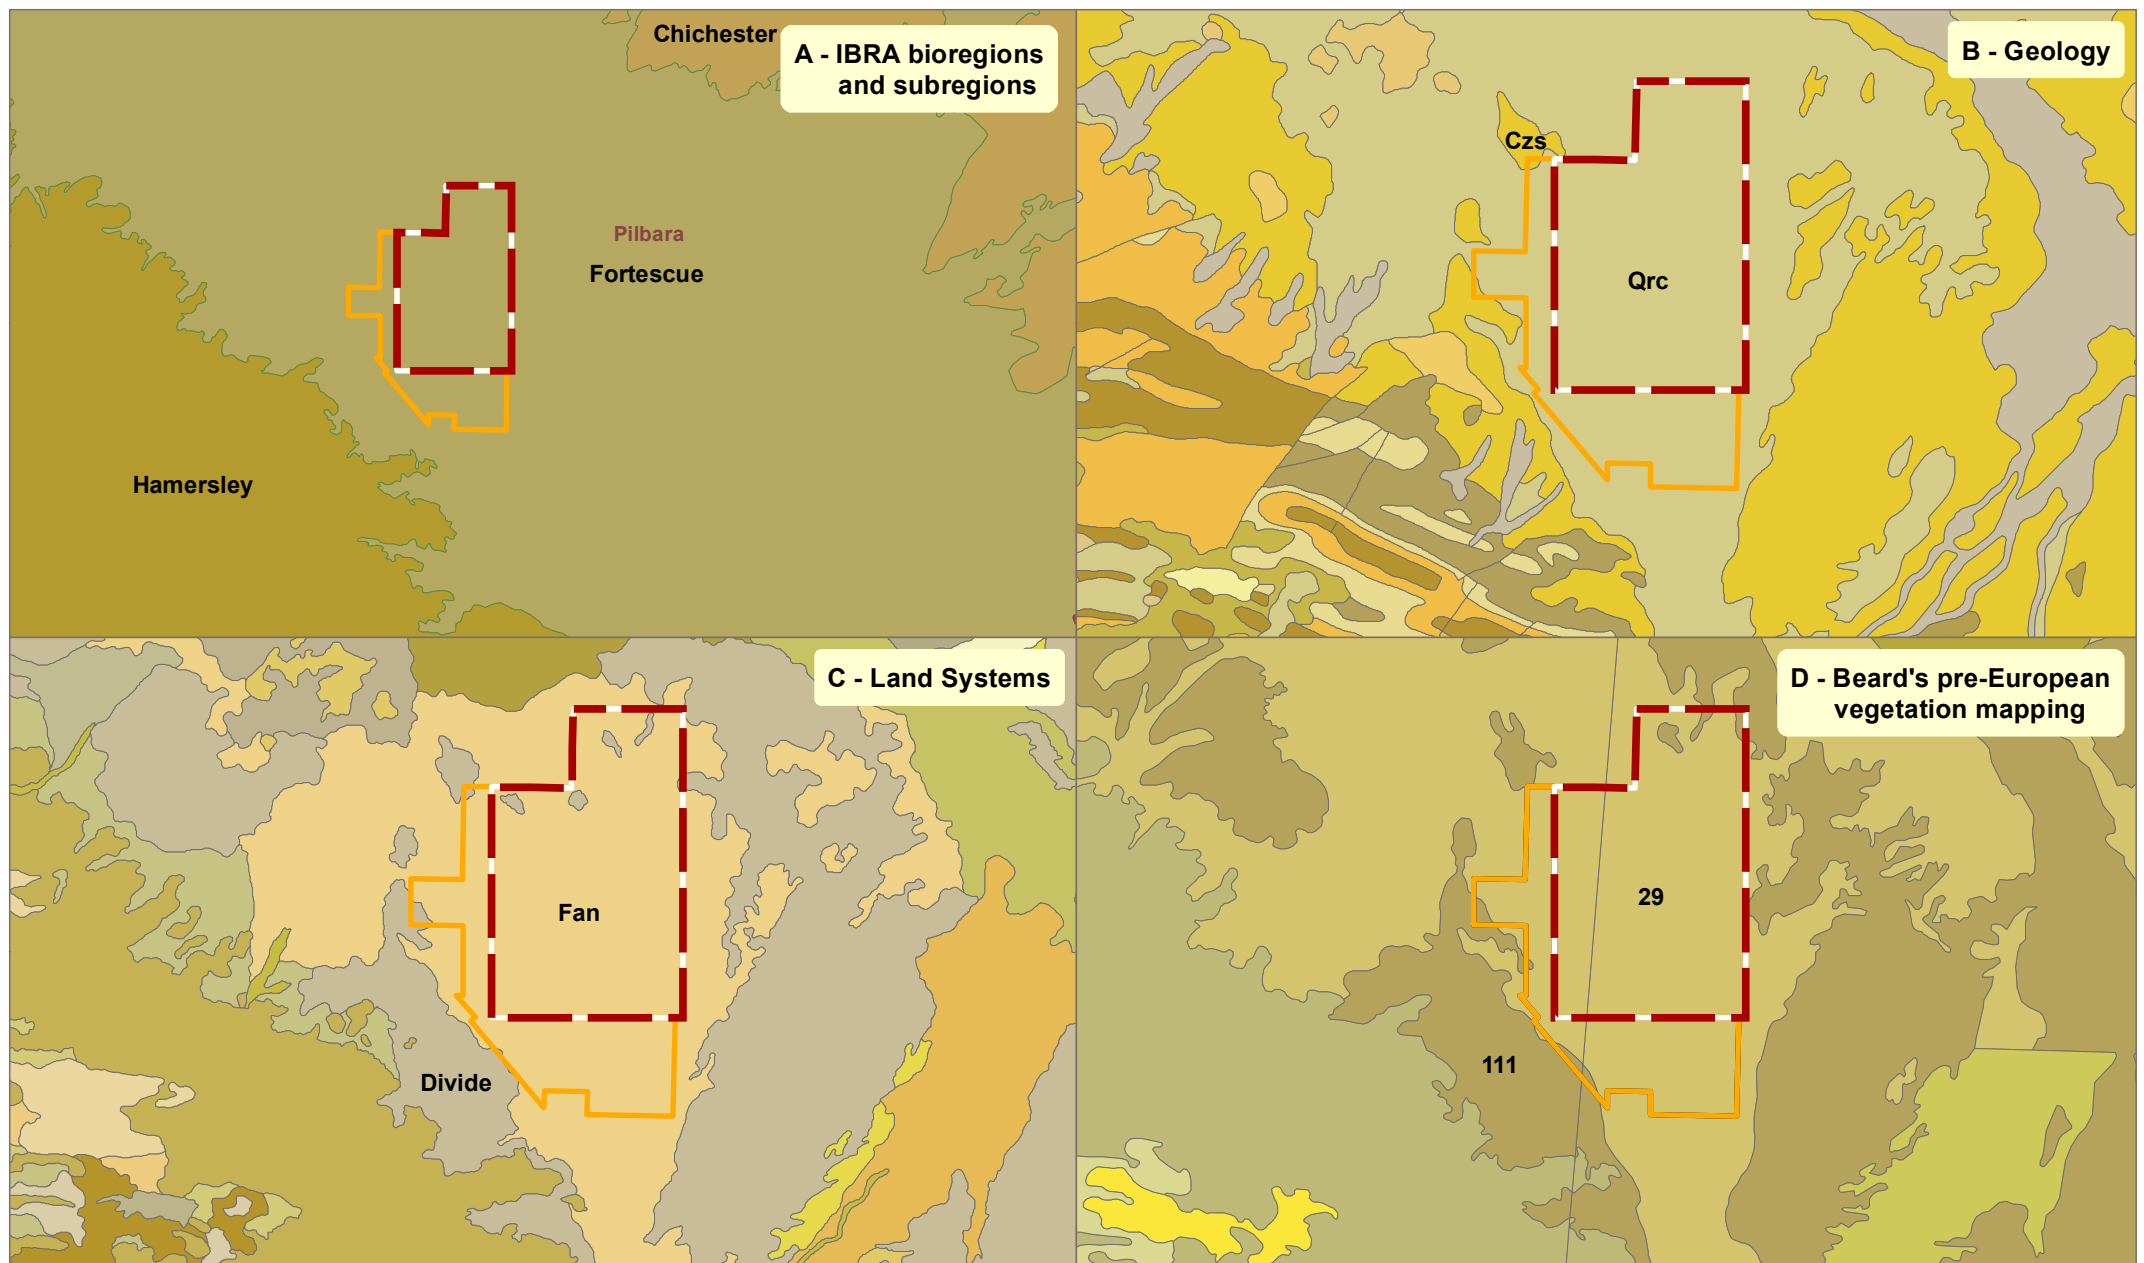 Chichester
A - IBRA bioregions
and subregions
Pilbara
Fortescue
Hamersley
B - Geology
Czs
Qrc
C - Land Systems
Fan
Divide
D - Beard's pre-European
vegetation mapping
29
111